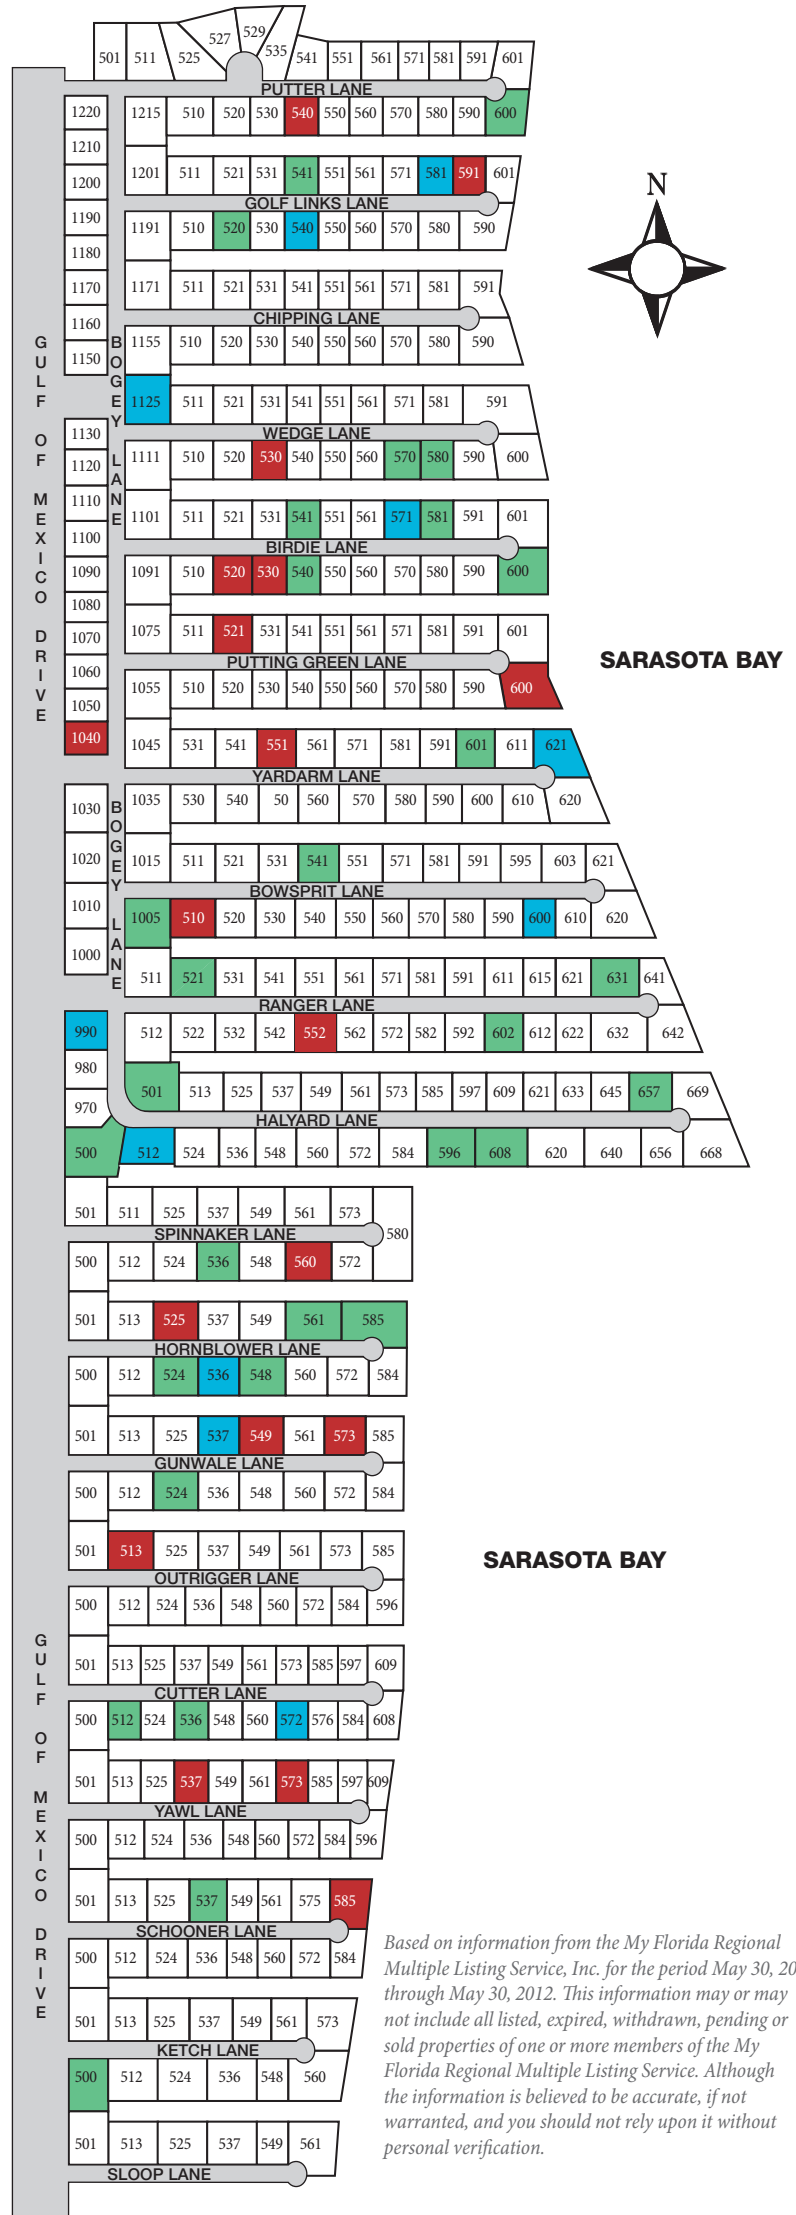 501 511 525 527 529 535 541 551 561 571 581 591 601
PUTTER LANE
1220 1215 510 520 530 540 550 560 570 580 590 600
1210
1200 1201 511 521 531 541 551 561 571 581 591 601
GOLF LINKS LANE
1190 1191 510 520 530 540 550 560 570 580 590
N
1180
1170 1171 511 521 531 541 551 561 571 581 591
CHIPPING LANE
1160
1150 1155 510 520 530 540 550 560 570 580 590
GULF OF MEXICO DRIVE
BOGEY LANE
1125 511 521 531 541 551 561 571 581 591
WEDGE LANE
1130
1120 1111 510 520 530 540 550 560 570 580 590 600
1110
1100 1101 511 521 531 541 551 561 571 581 591 601
BIRDIE LANE
1090 1091 510 520 530 540 550 560 570 580 590 600
1080
1070 1075 511 521 531 541 551 561 571 581 591 601
PUTTING GREEN LANE
SARASOTA BAY
1060
1050 1055 510 520 530 540 550 560 570 580 590 600
1040 1045 531 541 551 561 571 581 591 601 611 621
YARDARM LANE
1030 1035 530 540 50 560 570 580 590 600 610 620
BOGEY LANE
1020 1015 511 521 531 541 551 571 581 591 595 603 621
BOWSPRIT LANE
1010 1005 510 520 530 540 550 560 570 580 590 600 610 620
1000
511 521 531 541 551 561 571 581 591 611 615 621 631 641
RANGER LANE
990 512 522 532 542 552 562 572 582 592 602 612 622 632 642
980
970 501 513 525 537 549 561 573 585 597 609 621 633 645 657 669
HALYARD LANE
500 512 524 536 548 560 572 584 596 608 620 640 656 668
501 511 525 537 549 561 573 580
SPINNAKER LANE
500 512 524 536 548 560 572
501 513 525 537 549 561 585
HORNBLOWER LANE
500 512 524 536 548 560 572 584
501 513 525 537 549 561 573 585
GUNWALE LANE
500 512 524 536 548 560 572 584
501 513 525 537 549 561 573 585
OUTRIGGER LANE
SARASOTA BAY
500 512 524 536 548 560 572 584 596
GULF OF MEXICO DRIVE
501 513 525 537 549 561 573 585 597 609
CUTTER LANE
500 512 524 536 548 560 572 576 584 608
501 513 525 537 549 561 573 585 597 609
YAWL LANE
500 512 524 536 548 560 572 584 596
501 513 525 537 549 561 575 585
SCHOONER LANE
500 512 524 536 548 560 572 584
501 513 525 537 549 561 573
KETCH LANE
500 512 524 536 548 560
501 513 525 537 549 561
SLOOP LANE
Based on information from the My Florida Regional
Multiple Listing Service, Inc. for the period May 30, 20
through May 30, 2012. This information may or may
not include all listed, expired, withdrawn, pending or
sold properties of one or more members of the My
Florida Regional Multiple Listing Service. Although
the information is believed to be accurate, if not
warranted, and you should not rely upon it without
personal verification.